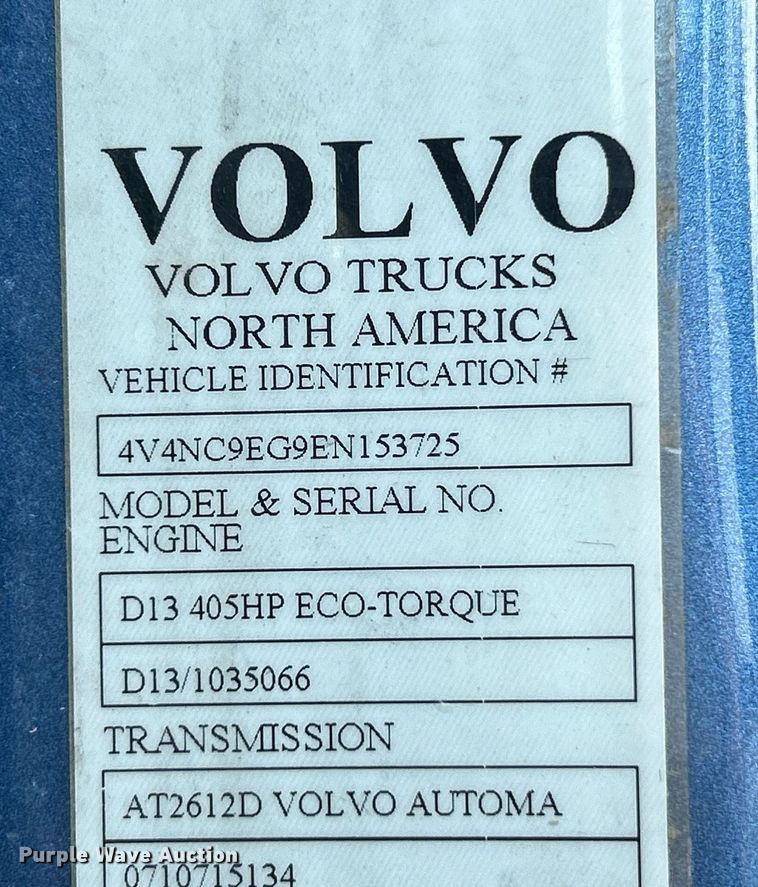 VOLVO
VOLVO TRUCKS
NORTH AMERICA
VEHICLE IDENTIFICATION #
4V4NC9EG9EN153725
MODEL & SERIAL NO.
ENGINE
D13 405HP ECO-TORQUE
D13/1035066
TRANSMISSION
AT2612D VOLVO AUTOMA
0710715134
Purple Wave Auction